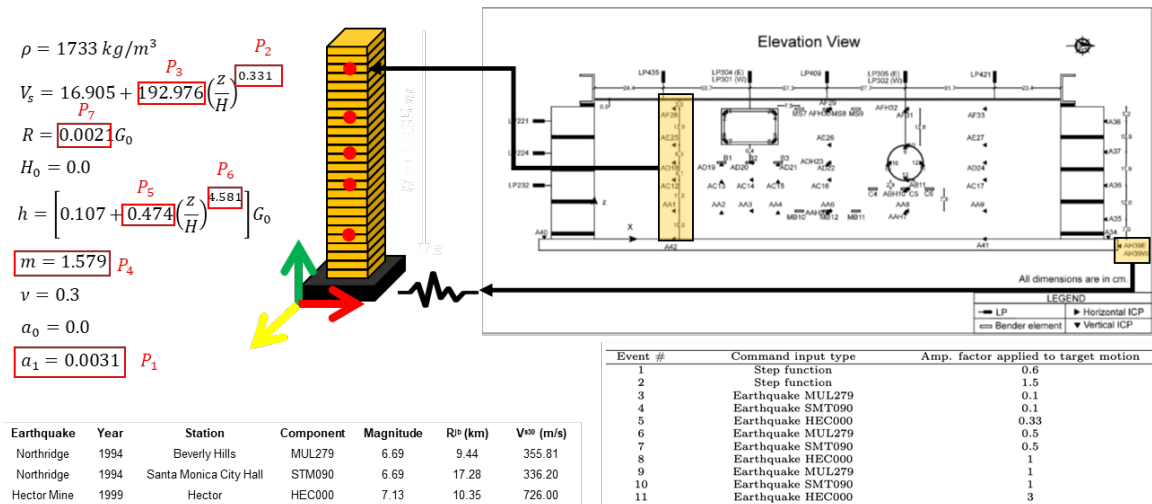 ρ = 1733 kg/m³
P₂
P₃
Vₛ = 16.905 + 192.976(z/H)^0.331
P₇
R = 0.0021G₀
H₀ = 0.0
P₆
P₅
h = [0.107 + 0.474(z/H)^4.581] G₀
m = 1.579 P₄
ν = 0.3
a₀ = 0.0
a₁ = 0.0031 P₁
Elevation View
LP435
LP304 (E)
LP301 (W)
LP409
LP305 (E)
LP302 (W)
LP421
LP221
LP224
LP232
AE25
AC12
AA1
B1
B2
B3
AD19
AD20
AD21
AC13
AC14
AC15
AA2
AA3
AA4
MS7
MS8
MS9
AE26
ADH23
AD22
AC16
AA6
MB10
MB12
MB11
AFH32
AF31
C4
C5
C6
AB11
AA8
AF33
AE27
AD24
AC17
AA9
A38
A37
A36
A35
A34
A40
X
A42
A41
AH39E
AH39W
All dimensions are in cm.
LEGEND
LP
Horizontal ICP
Bender element
Vertical ICP
Event # Command input type Amp. factor applied to target motion
1 Step function 0.6
2 Step function 1.5
3 Earthquake MUL279 0.1
4 Earthquake SMT090 0.1
5 Earthquake HEC000 0.33
6 Earthquake MUL279 0.5
7 Earthquake SMT090 0.5
8 Earthquake HEC000 1
9 Earthquake MUL279 1
10 Earthquake SMT090 1
11 Earthquake HEC000 3
Earthquake Year Station Component Magnitude Rʲᵇ (km) Vˢ³⁰ (m/s)
Northridge 1994 Beverly Hills MUL279 6.69 9.44 355.81
Northridge 1994 Santa Monica City Hall STM090 6.69 17.28 336.20
Hector Mine 1999 Hector HEC000 7.13 10.35 726.00